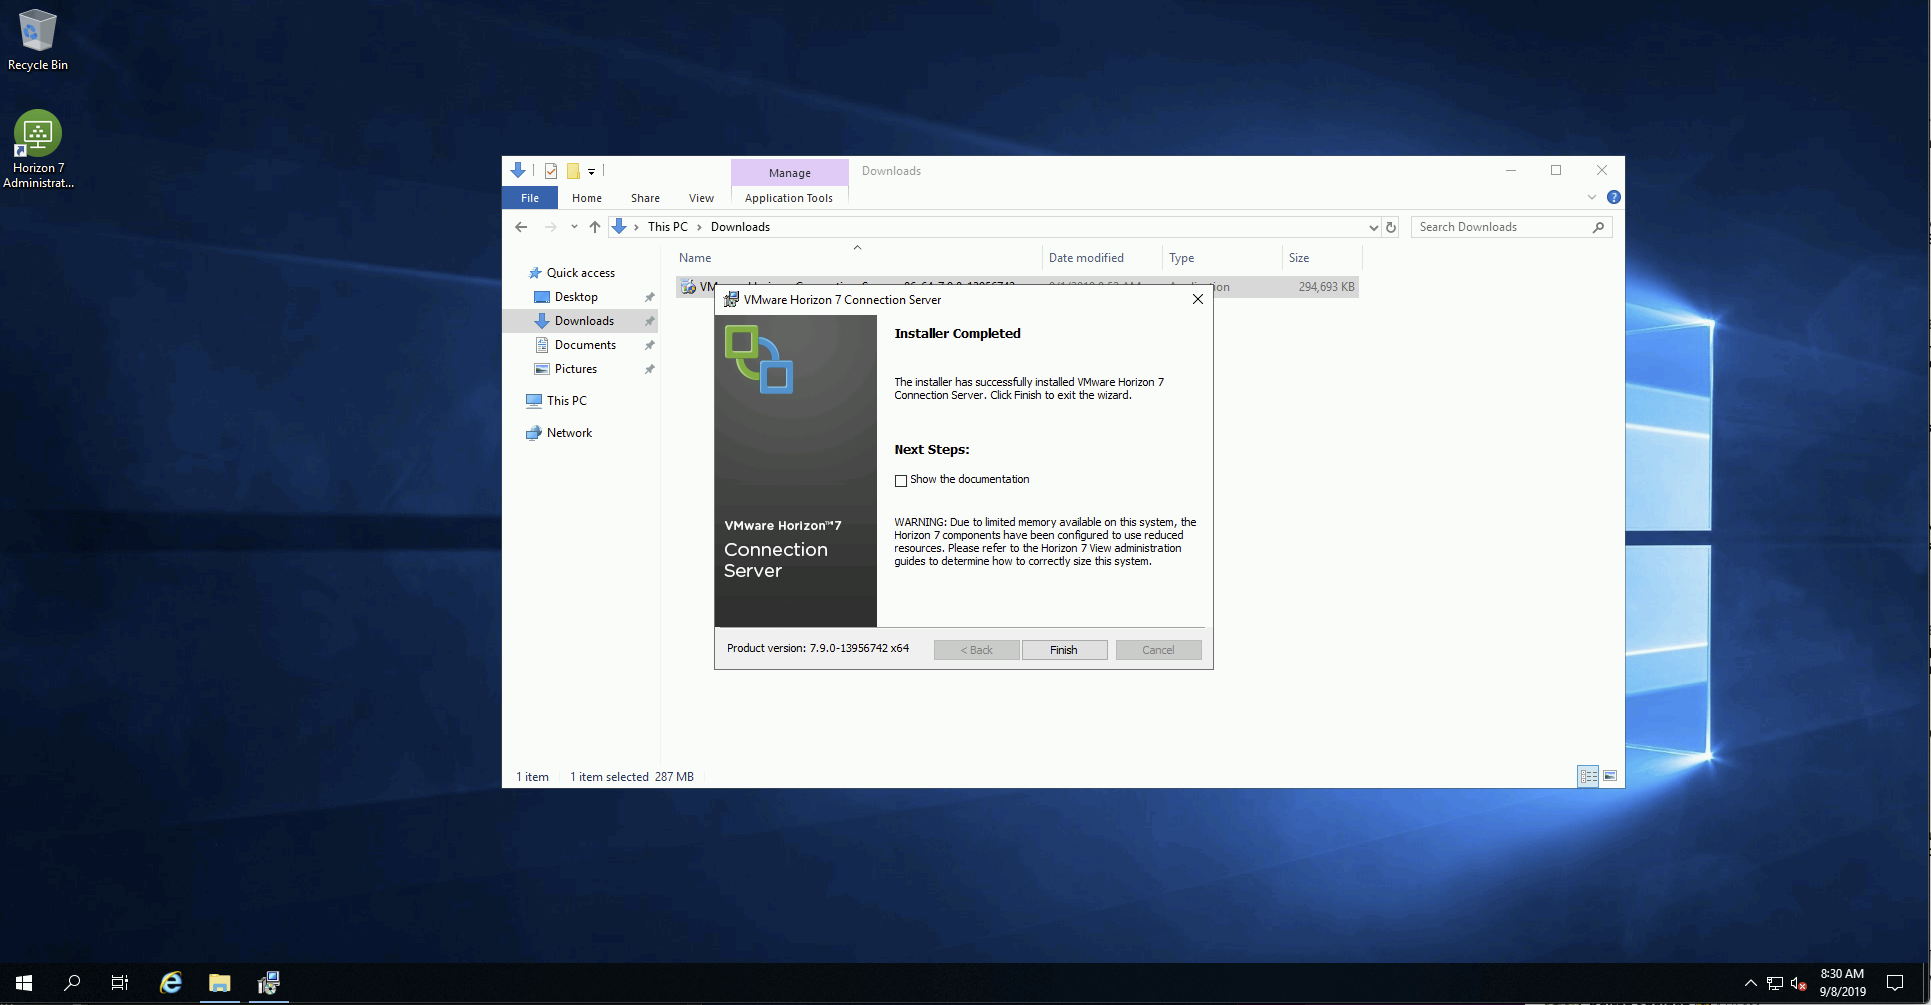 Recycle Bin
Horizon 7
Administrat...
Manage
Downloads
File
Home
Share
View
Application Tools
This PC
Downloads
Search Downloads
Name
Date modified
Type
Size
294,693 KB
Quick access
Desktop
Downloads
Documents
Pictures
This PC
Network
VMware Horizon 7 Connection Server
Installer Completed
The installer has successfully installed VMware Horizon 7
Connection Server. Click Finish to exit the wizard.
Next Steps:
Show the documentation
WARNING: Due to limited memory available on this system, the
Horizon 7 components have been configured to use reduced
resources. Please refer to the Horizon 7 View administration
guides to determine how to correctly size this system.
VMware Horizon™7
Connection
Server
Product version: 7.9.0-13956742 x64
< Back
Finish
Cancel
1 item
1 item selected 287 MB
8:30 AM
9/8/2019